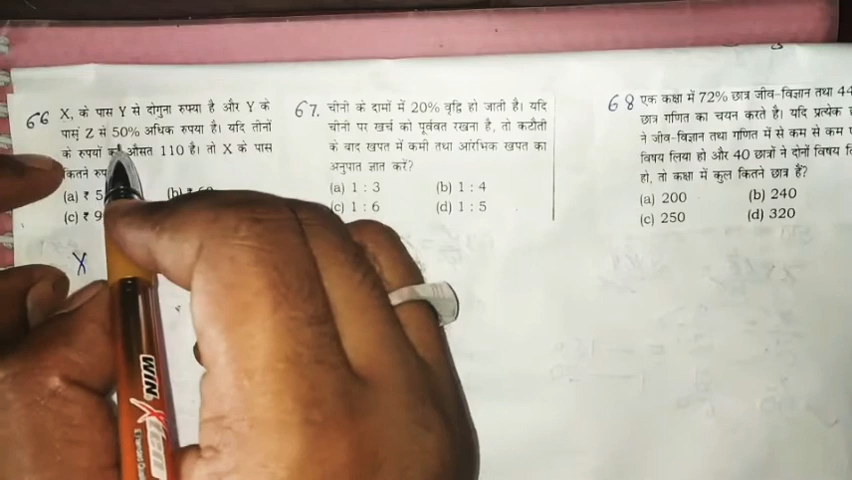 66 X, के पास Y से दोगुना रुपया है और Y के
पास Z से 50% अधिक रुपया है। यदि तीनों
के रुपयों का औसत 110 है। तो X के पास
कितने
(a) ₹ 5
(b) ₹ 60
(c) ₹ 9
X
67. चीनी के दामों में 20% वृद्धि हो जाती है। यदि
चीनी पर खर्च को पूर्ववत रखना है, तो कटौती
के बाद खपत में कमी तथा आरंभिक खपत का
अनुपात ज्ञात करें?
(a) 1 : 3 (b) 1 : 4
(c) 1 : 6 (d) 1 : 5
68 एक कक्षा में 72% छात्र जीव-विज्ञान तथा 44
छात्र गणित का चयन करते है। यदि प्रत्येक
ने जीव-विज्ञान तथा गणित में से कम से कम
विषय लिया हो और 40 छात्रों ने दोनों विषय
हो, तो कक्षा में कुल कितने छात्र हैं?
(a) 200 (b) 240
(c) 250 (d) 320
WIN